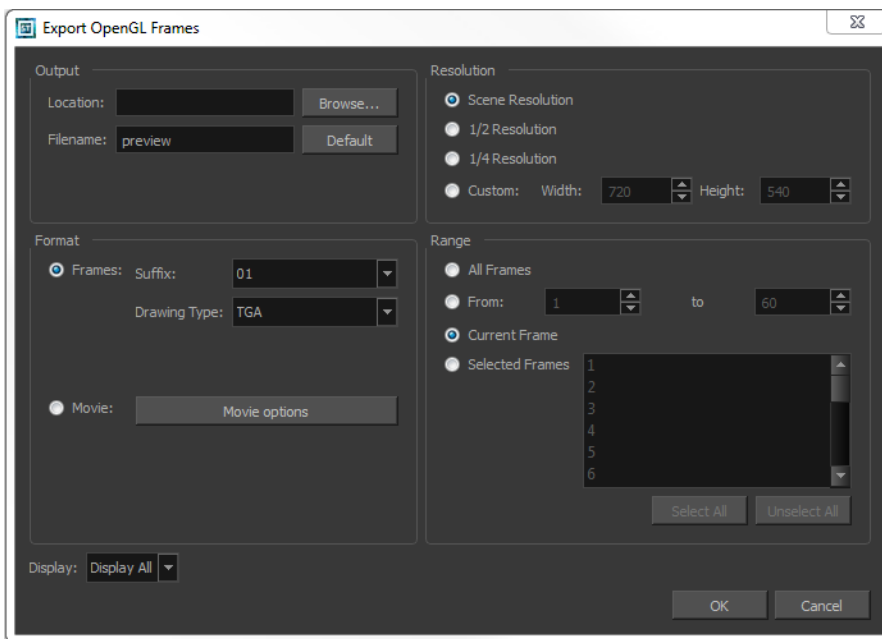 Export OpenGL Frames
Output
Location:
Browse...
Filename: preview
Default
Resolution
Scene Resolution
1/2 Resolution
1/4 Resolution
Custom: Width: 720 Height: 540
Format
Frames: Suffix: 01
Drawing Type: TGA
Movie: Movie options
Range
All Frames
From: 1 to 60
Current Frame
Selected Frames
1
2
3
4
5
6
Select All Unselect All
Display: Display All
OK Cancel